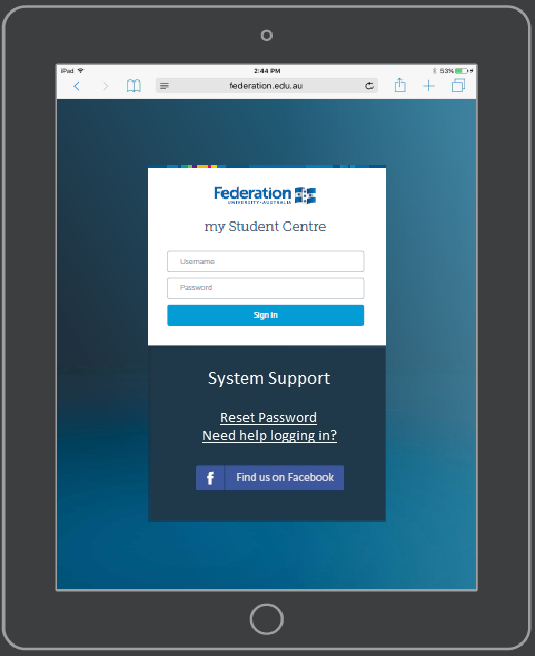 iPad
2:44 PM
53%
federation.edu.au
Federation
UNIVERSITY • AUSTRALIA
my Student Centre
Username
Password
Sign In
System Support
Reset Password
Need help logging in?
f Find us on Facebook